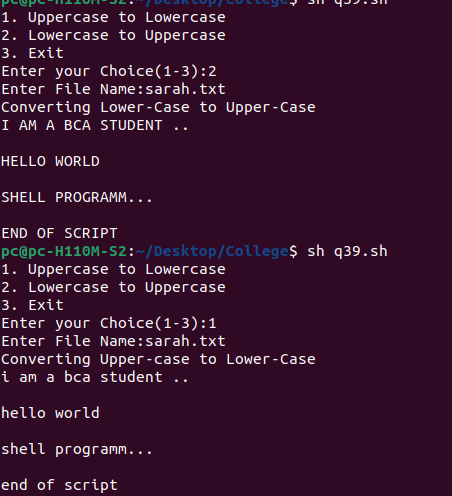 pc@pc-H110M-S2:~/Desktop/College$ sh q39.sh
1. Uppercase to Lowercase
2. Lowercase to Uppercase
3. Exit
Enter your Choice(1-3):2
Enter File Name:sarah.txt
Converting Lower-Case to Upper-Case
I AM A BCA STUDENT ..
HELLO WORLD
SHELL PROGRAMM...
END OF SCRIPT
pc@pc-H110M-S2:~/Desktop/College$ sh q39.sh
1. Uppercase to Lowercase
2. Lowercase to Uppercase
3. Exit
Enter your Choice(1-3):1
Enter File Name:sarah.txt
Converting Upper-case to Lower-Case
i am a bca student ..
hello world
shell programm...
end of script